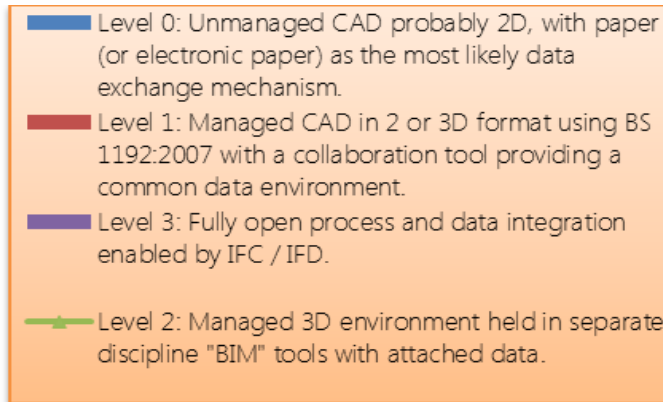 Level 0: Unmanaged CAD probably 2D, with paper
(or electronic paper) as the most likely data
exchange mechanism.
Level 1: Managed CAD in 2 or 3D format using BS
1192:2007 with a collaboration tool providing a
common data environment.
Level 3: Fully open process and data integration
enabled by IFC / IFD.
Level 2: Managed 3D environment held in separate
discipline "BIM" tools with attached data.